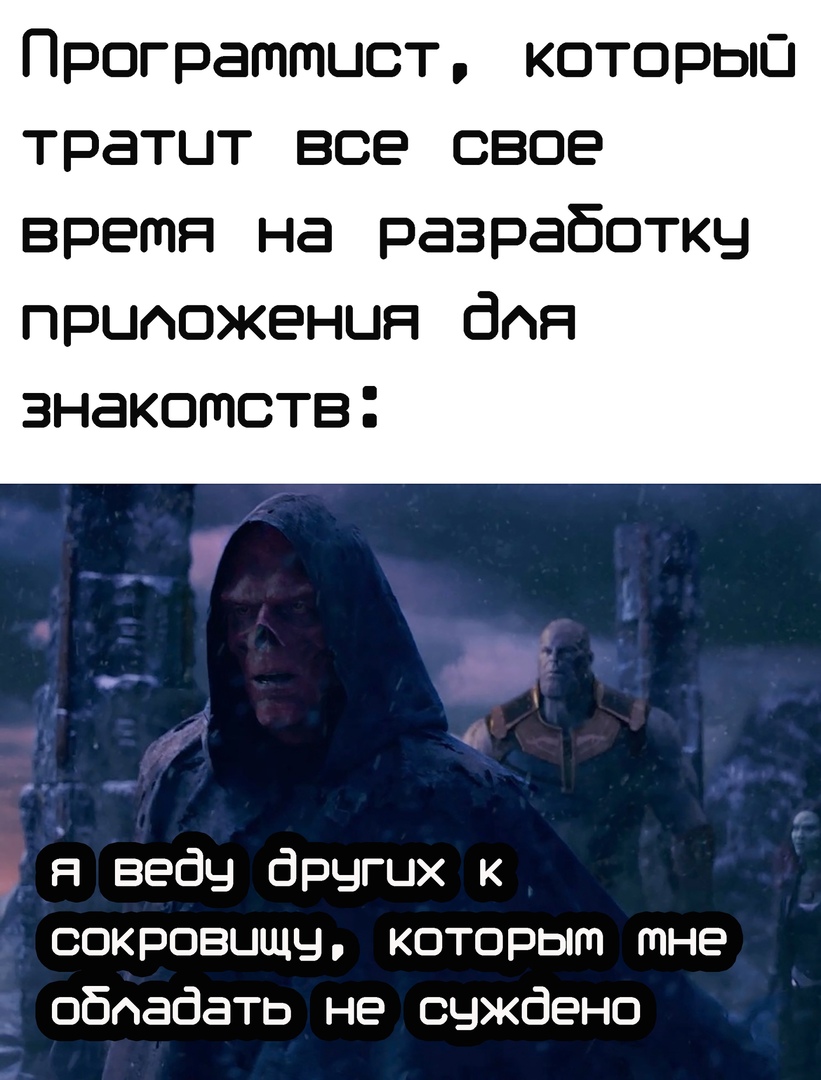 Программист, который
тратит все свое
время на разработку
приложения для
знакомств:
я веду других к
сокровищу, которым мне
обладать не суждено